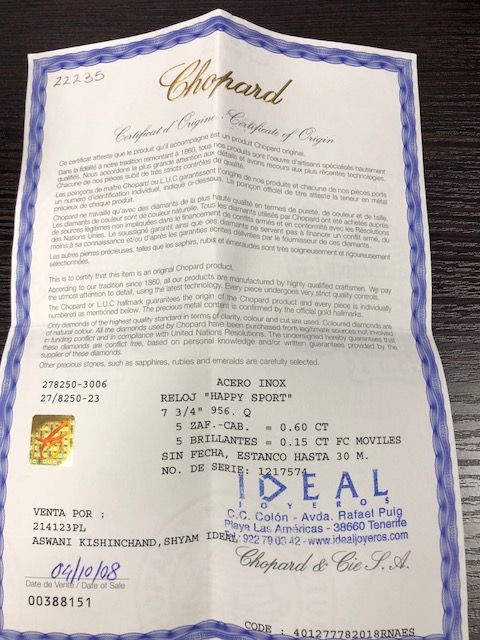 22235
Chopard
Certificat d'Origine - Certificate of Origin
Ce certificat atteste que le produit qu'il accompagne est un produit Chopard original.
Dans la fidélité à notre tradition remontant à 1860, tous nos produits sont l'œuvre d'artisans spécialisés hautement
qualifiés. Nous accordons la plus grande attention aux détails et avons recours aux plus récentes technologies.
Chacune de nos pièces subit de très stricts contrôles de qualité.
Les poinçons de maître Chopard ou L.U.C garantissent l'origine de nos produits et chacune de nos pièces porte
un numéro d'identification individuel, indiqué ci-dessous. Le poinçon officiel de titre atteste la teneur en métal
précieux de chaque produit.
Chopard ne travaille qu'avec des diamants de la plus haute qualité en termes de pureté, de couleur et de taille.
Les diamants de couleur sont de couleur naturelle. Tous les diamants utilisés par Chopard ont été achetés auprès
de sources légitimes non impliquées dans le financement de conflits armés et en conformité avec les Résolutions
des Nations Unies. Le soussigné garantit ainsi que ces diamants ne servent pas à financer un conflit armé, du
moins à sa connaissance et/ou d'après les garanties écrites délivrées par le fournisseur de ces diamants.
Les autres pierres précieuses, telles que les saphirs, rubis et émeraudes sont très soigneusement et rigoureusement
sélectionnées.
This is to certify that this item is an original Chopard product.
According to our tradition since 1860, all our products are manufactured by highly qualified craftsmen. We pay
the utmost attention to detail, using the latest technology. Every piece undergoes very strict quality controls.
The Chopard or L.U.C hallmark guarantees the origin of the Chopard product and every piece is individually
numbered as mentioned below. The precious metal content is confirmed by the official gold hallmarks.
Only diamonds of the highest quality standard in terms of clarity, colour and cut are used. Coloured diamonds are
of natural colour. All the diamonds used by Chopard have been purchased from legitimate sources not involved
in funding conflict and in compliance with United Nations Resolutions. The undersigned hereby guarantees that
these diamonds are conflict free, based on personal knowledge and/or written guarantees provided by the
supplier of these diamonds.
Other precious stones, such as sapphires, rubies and emeralds are carefully selected.
278250-3006 ACERO INOX
27/8250-23 RELOJ "HAPPY SPORT"
7 3/4" 956. Q
5 ZAF.-CAB. = 0.60 CT
5 BRILLANTES = 0.15 CT FC MOVILES
SIN FECHA, ESTANCO HASTA 30 M.
NO. DE SERIE: 1217574
IDEAL
JOYEROS
VENTA POR : C.C. Colón - Avda. Rafael Puig
214123PL Playa Las Américas - 38660 Tenerife
ASWANI KISHINCHAND,SHYAM IDEAL 922 79 03 42 - www.idealjoyeros.com
04/10/08 Chopard & Cie S.A.
Date de Vente / Date of Sale
00388151
CODE : 401277782018RNAES